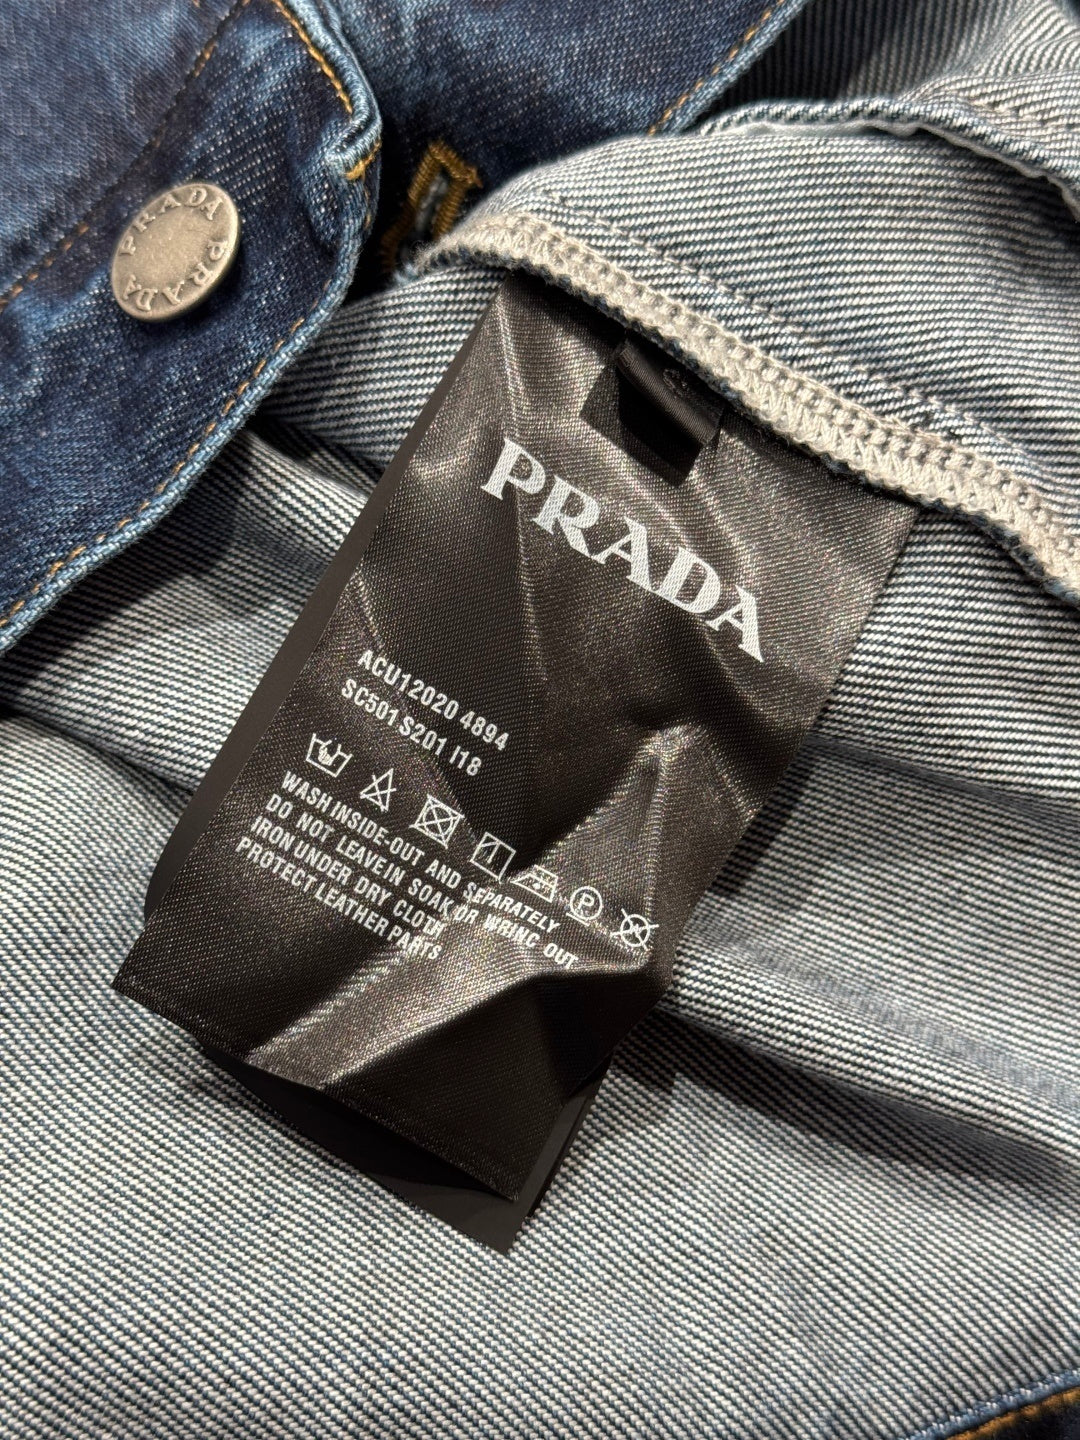 PRADA PRADA
PRADA
ACU12020 4894
SC501 S201 I18
P
WASH INSIDE-OUT AND SEPARATELY
DO NOT LEAVE IN SOAK OR WRING OUT
IRON UNDER DRY CLOTH
PROTECT LEATHER PARTS